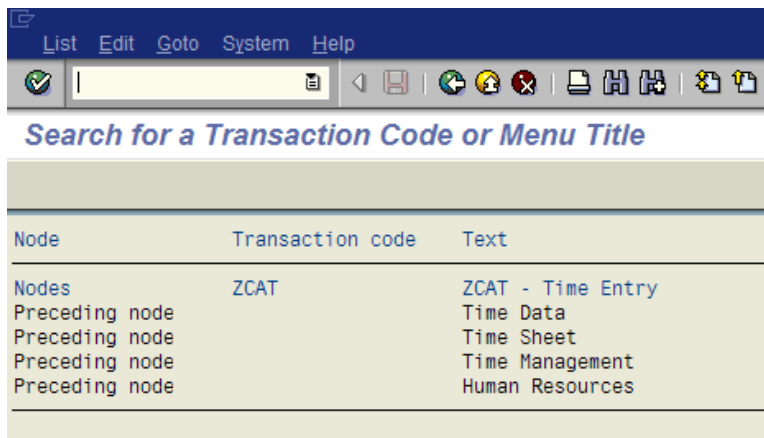 List Edit Goto System Help
Search for a Transaction Code or Menu Title
Node Transaction code Text
Nodes ZCAT ZCAT - Time Entry
Preceding node Time Data
Preceding node Time Sheet
Preceding node Time Management
Preceding node Human Resources